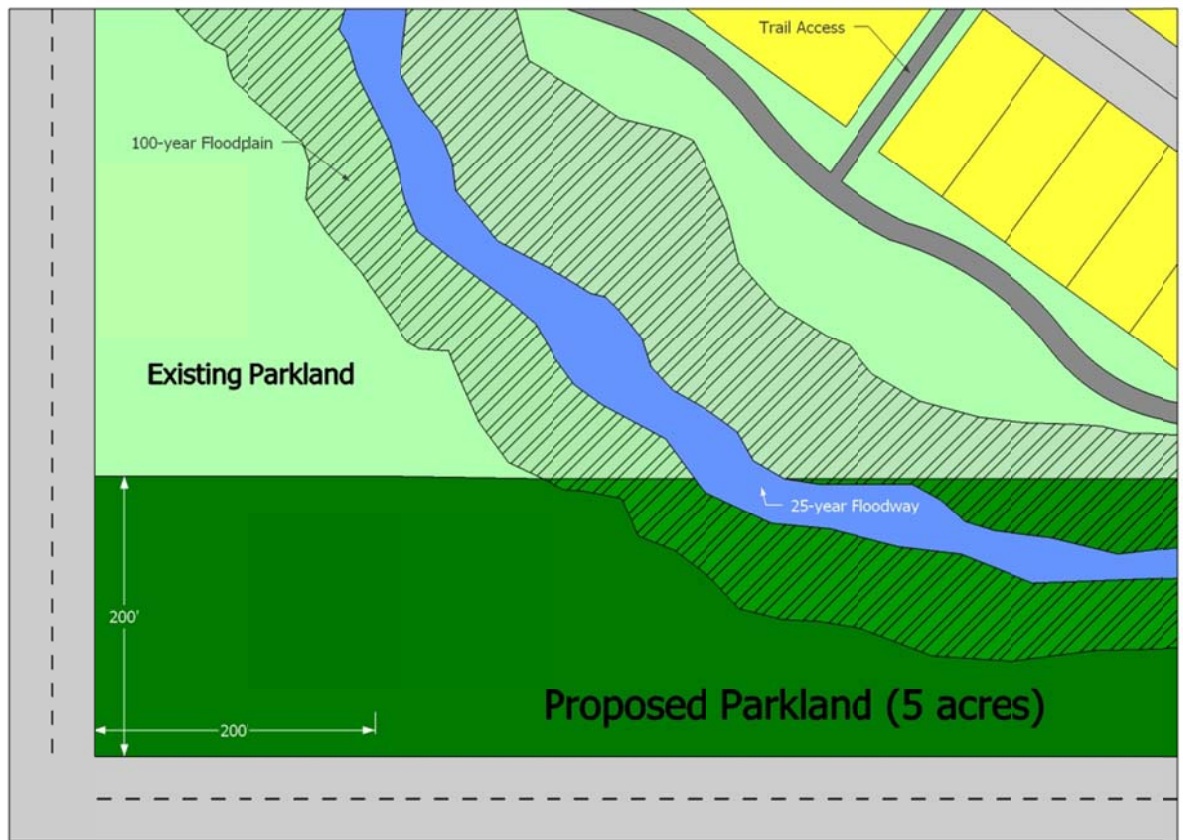 Trail Access
100-year Floodplain
Existing Parkland
25-year Floodway
200'
Proposed Parkland (5 acres)
200'